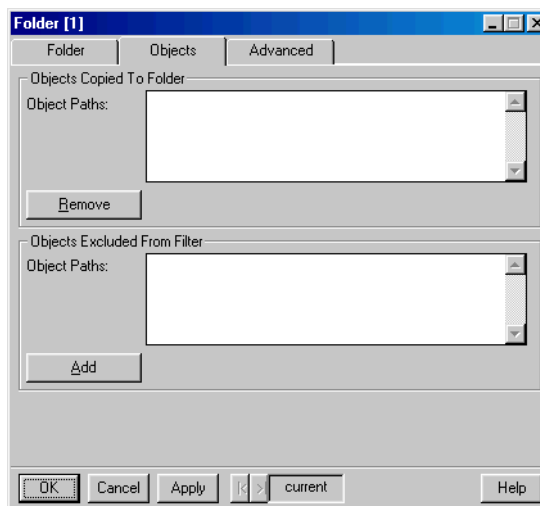 Folder [1]
Folder Objects Advanced
Objects Copied To Folder
Object Paths:
Remove
Objects Excluded From Filter
Object Paths:
Add
OK Cancel Apply current Help